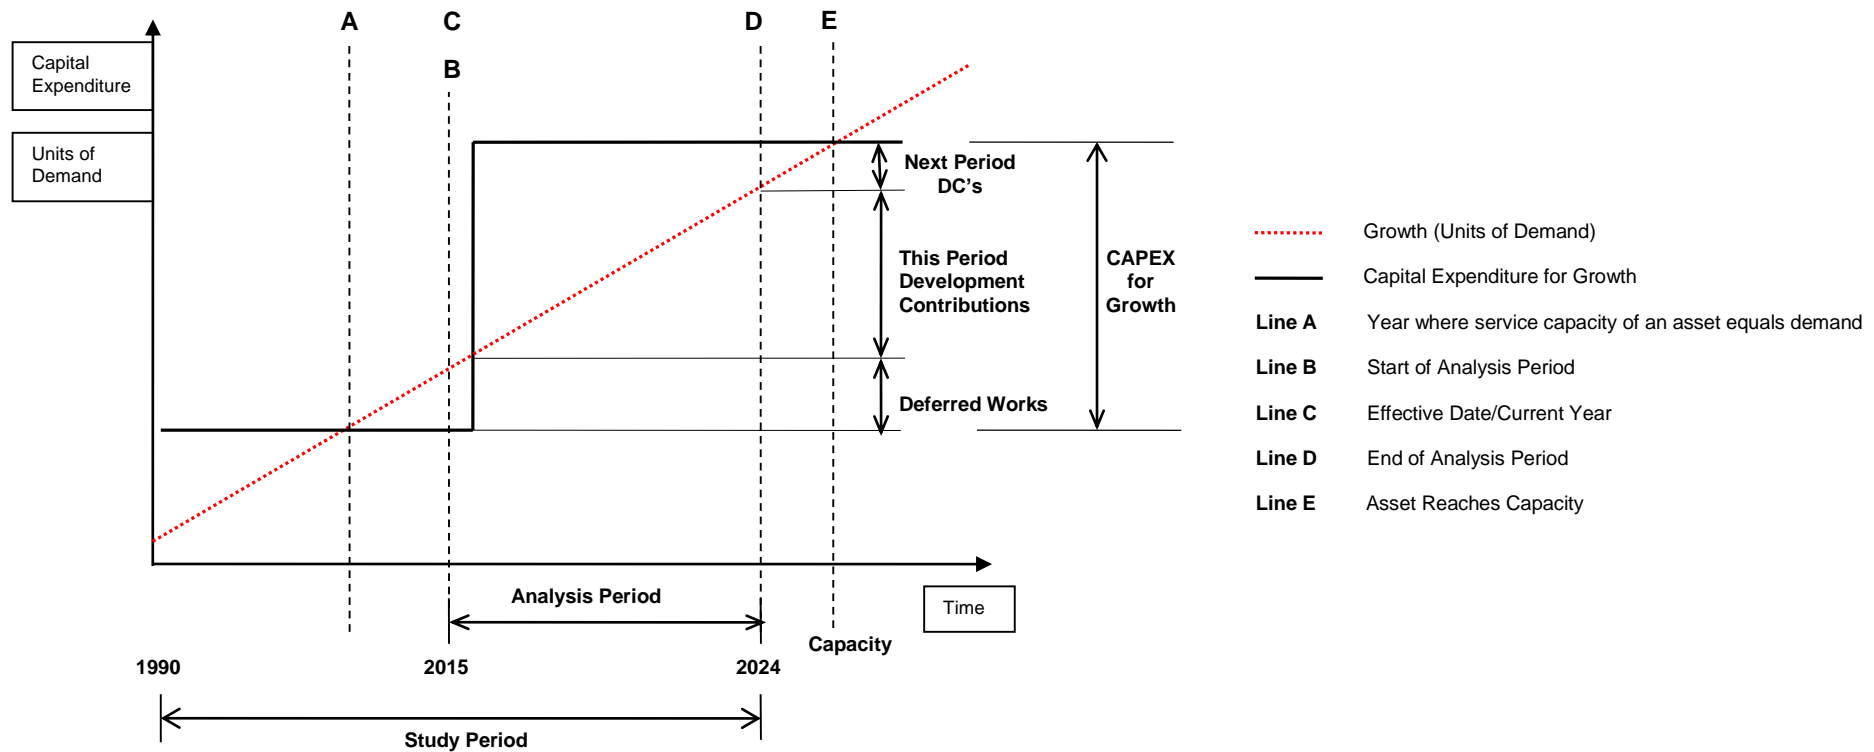 A
C
D
E
B
Capital
Expenditure
Units of
Demand
Next Period
DC's
This Period
Development
Contributions
CAPEX
for
Growth
Deferred Works
Growth (Units of Demand)
Capital Expenditure for Growth
Line A Year where service capacity of an asset equals demand
Line B Start of Analysis Period
Line C Effective Date/Current Year
Line D End of Analysis Period
Line E Asset Reaches Capacity
Analysis Period
Time
Capacity
1990
2015
2024
Study Period